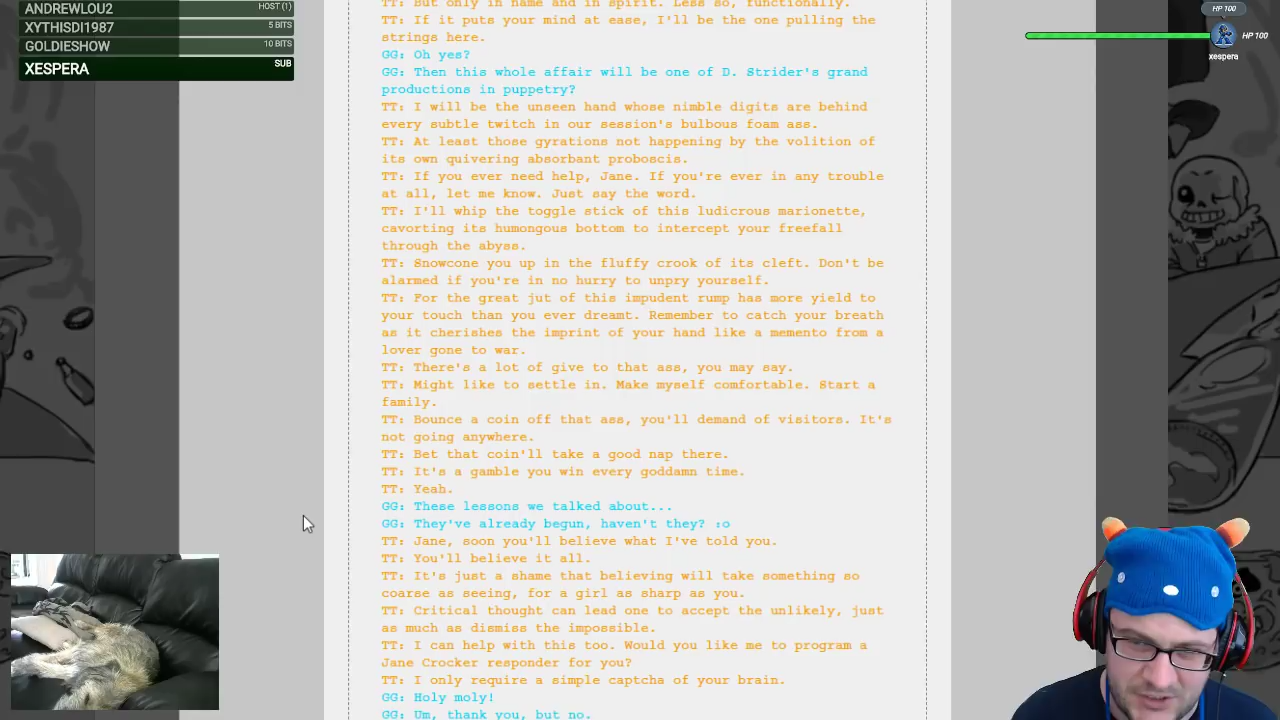 ANDREWLOU2 HOST (1)
XYTHISDI1987 5 BITS
GOLDIESHOW 10 BITS
XESPERA SUB
HP 100
HP 100
xespera
TT: But only in name and in spirit. Less so, functionally.
TT: If it puts your mind at ease, I'll be the one pulling the
strings here.
GG: Oh yes?
GG: Then this whole affair will be one of D. Strider's grand
productions in puppetry?
TT: I will be the unseen hand whose nimble digits are behind
every subtle twitch in our session's bulbous foam ass.
TT: At least those gyrations not happening by the volition of
its own quivering absorbant proboscis.
TT: If you ever need help, Jane. If you're ever in any trouble
at all, let me know. Just say the word.
TT: I'll whip the toggle stick of this ludicrous marionette,
cavorting its humongous bottom to intercept your freefall
through the abyss.
TT: Snowcone you up in the fluffy crook of its cleft. Don't be
alarmed if you're in no hurry to unpry yourself.
TT: For the great jut of this impudent rump has more yield to
your touch than you ever dreamt. Remember to catch your breath
as it cherishes the imprint of your hand like a memento from a
lover gone to war.
TT: There's a lot of give to that ass, you may say.
TT: Might like to settle in. Make myself comfortable. Start a
family.
TT: Bounce a coin off that ass, you'll demand of visitors. It's
not going anywhere.
TT: Bet that coin'll take a good nap there.
TT: It's a gamble you win every goddamn time.
TT: Yeah.
GG: These lessons we talked about...
GG: They've already begun, haven't they? :o
TT: Jane, soon you'll believe what I've told you.
TT: You'll believe it all.
TT: It's just a shame that believing will take something so
coarse as seeing, for a girl as sharp as you.
TT: Critical thought can lead one to accept the unlikely, just
as much as dismiss the impossible.
TT: I can help with this too. Would you like me to program a
Jane Crocker responder for you?
TT: I only require a simple captcha of your brain.
GG: Holy moly!
GG: Um, thank you, but no.